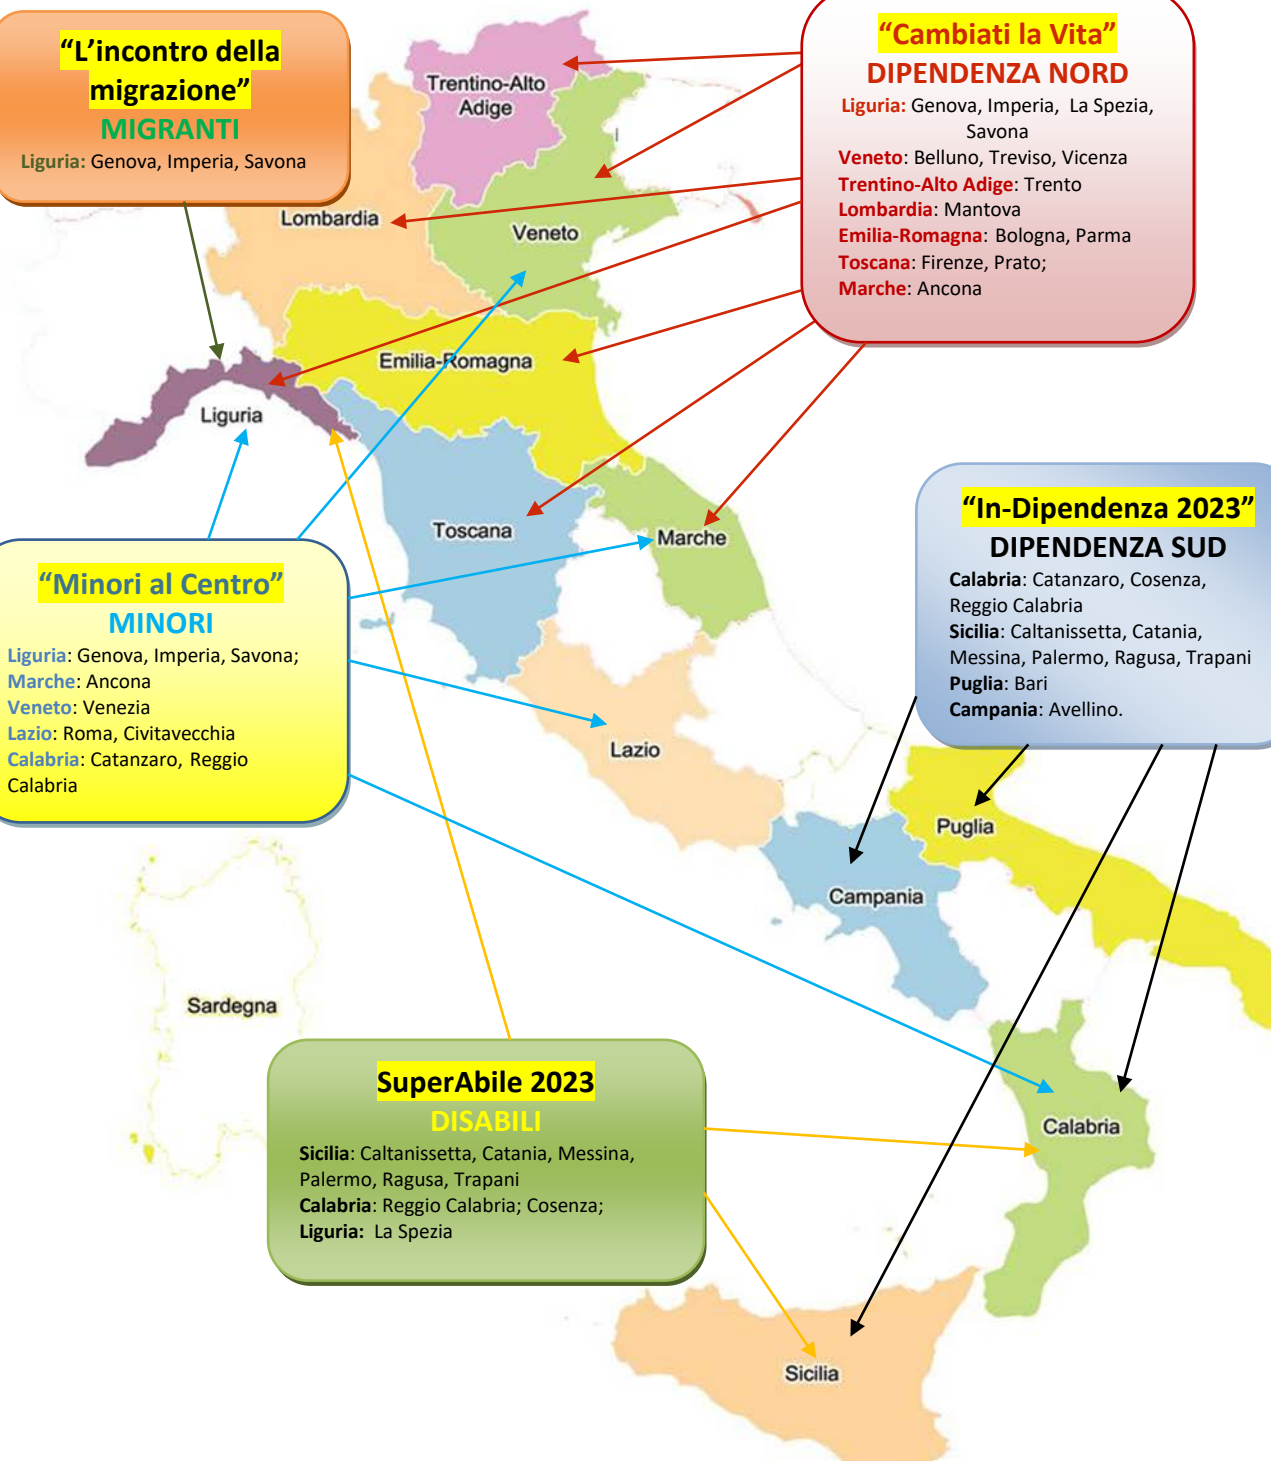 “L’incontro della
migrazione”
MIGRANTI
Liguria: Genova, Imperia, Savona
“Cambiati la Vita”
DIPENDENZA NORD
Liguria: Genova, Imperia, La Spezia,
Savona
Veneto: Belluno, Treviso, Vicenza
Trentino-Alto Adige: Trento
Lombardia: Mantova
Emilia-Romagna: Bologna, Parma
Toscana: Firenze, Prato;
Marche: Ancona
Trentino-Alto
Adige
Lombardia
Veneto
Emilia-Romagna
Liguria
Toscana
Marche
“In-Dipendenza 2023”
DIPENDENZA SUD
Calabria: Catanzaro, Cosenza,
Reggio Calabria
Sicilia: Caltanissetta, Catania,
Messina, Palermo, Ragusa, Trapani
Puglia: Bari
Campania: Avellino.
“Minori al Centro”
MINORI
Liguria: Genova, Imperia, Savona;
Marche: Ancona
Veneto: Venezia
Lazio: Roma, Civitavecchia
Calabria: Catanzaro, Reggio
Calabria
Lazio
Puglia
Campania
Sardegna
SuperAbile 2023
DISABILI
Sicilia: Caltanissetta, Catania, Messina,
Palermo, Ragusa, Trapani
Calabria: Reggio Calabria; Cosenza;
Liguria: La Spezia
Calabria
Sicilia